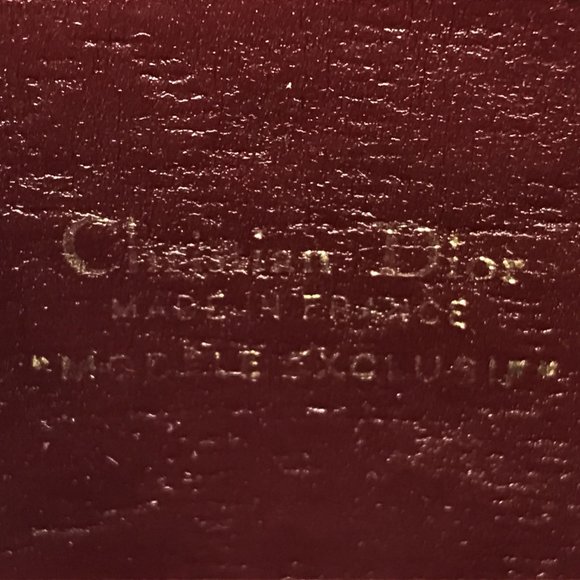 Christian Dior
MADE IN FRANCE
"MODELE EXCLUSIF"